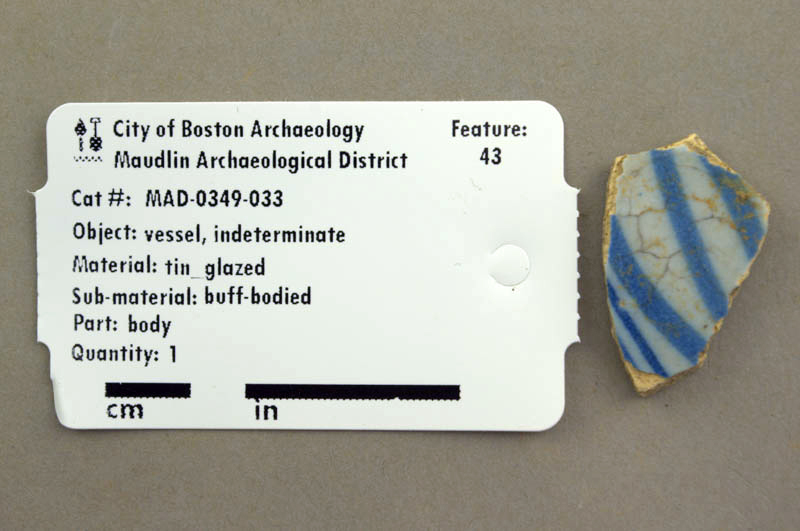 City of Boston Archaeology
Maudlin Archaeological District
Feature:
43
Cat #: MAD-0349-033
Object: vessel, indeterminate
Material: tin_glazed
Sub-material: buff-bodied
Part: body
Quantity: 1
cm in